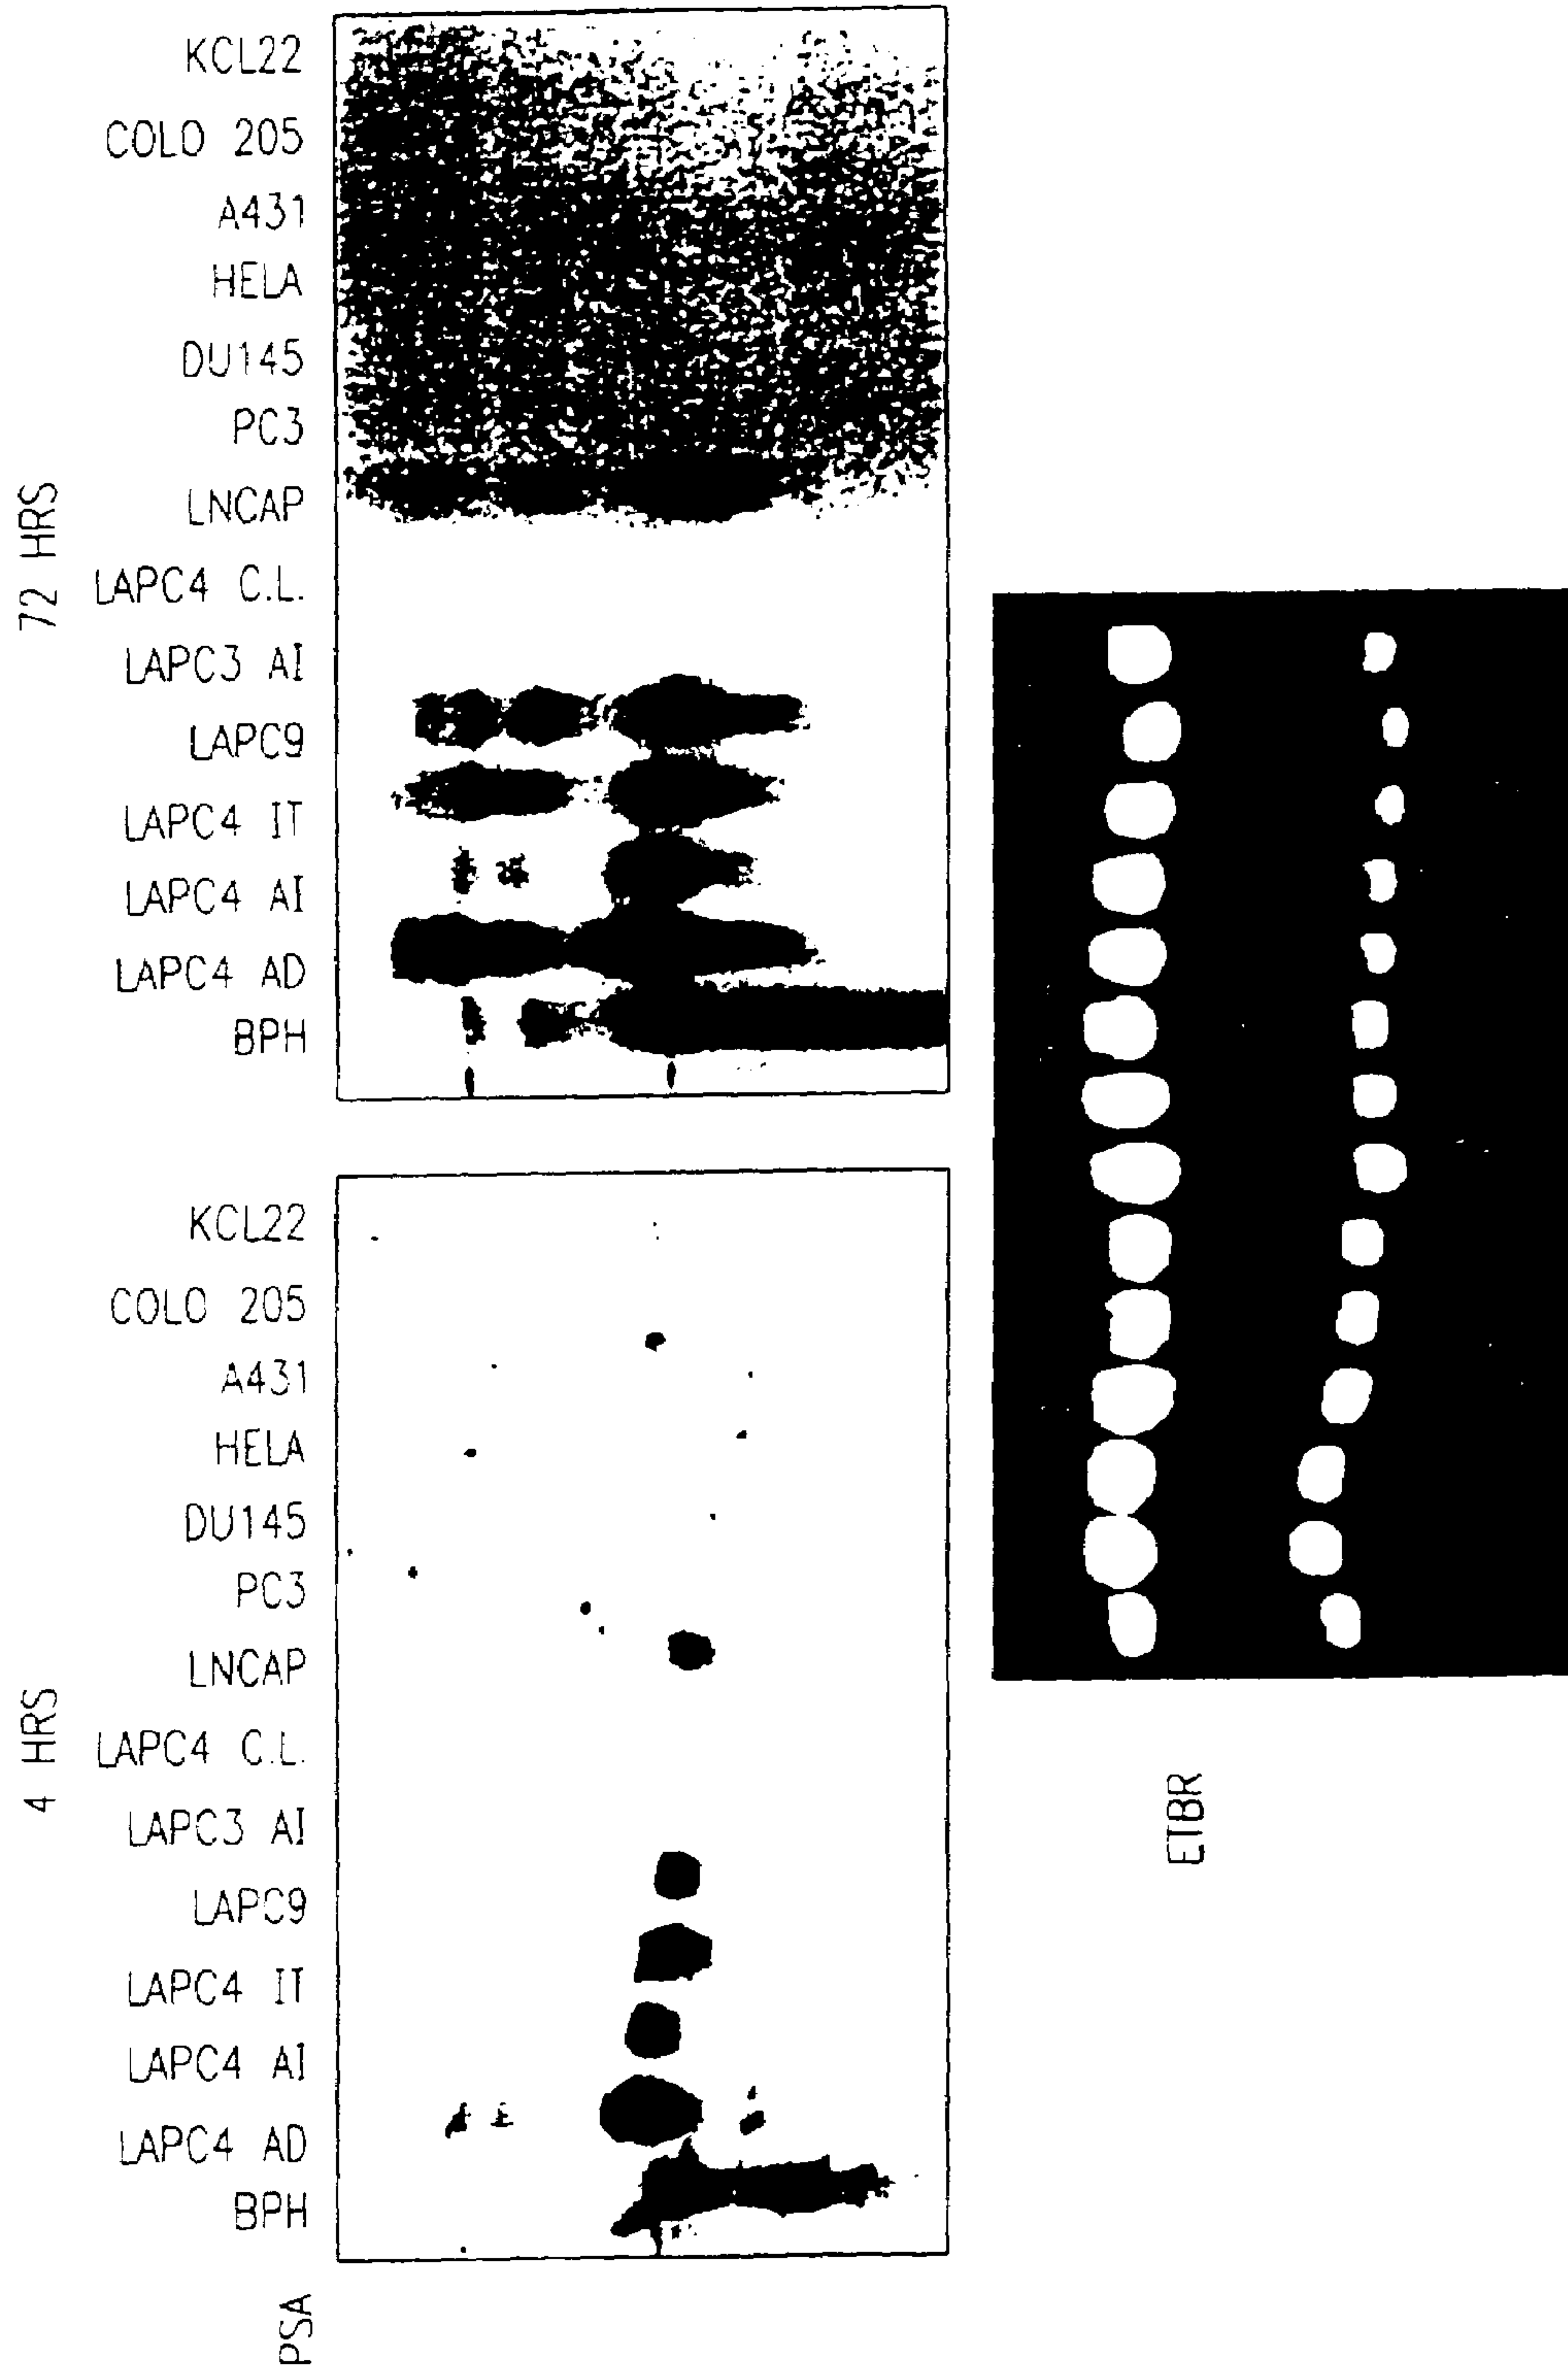 72 HRS
KCL22
COLO 205
A431
HELA
DU145
PC3
LNCAP
LAPC4 C.L.
LAPC3 AI
LAPC9
LAPC4 IT
LAPC4 AI
LAPC4 AD
BPH
4 HRS
KCL22
COLO 205
A431
HELA
DU145
PC3
LNCAP
LAPC4 C.L.
LAPC3 AI
LAPC9
LAPC4 IT
LAPC4 AI
LAPC4 AD
BPH
PSA
ETBR